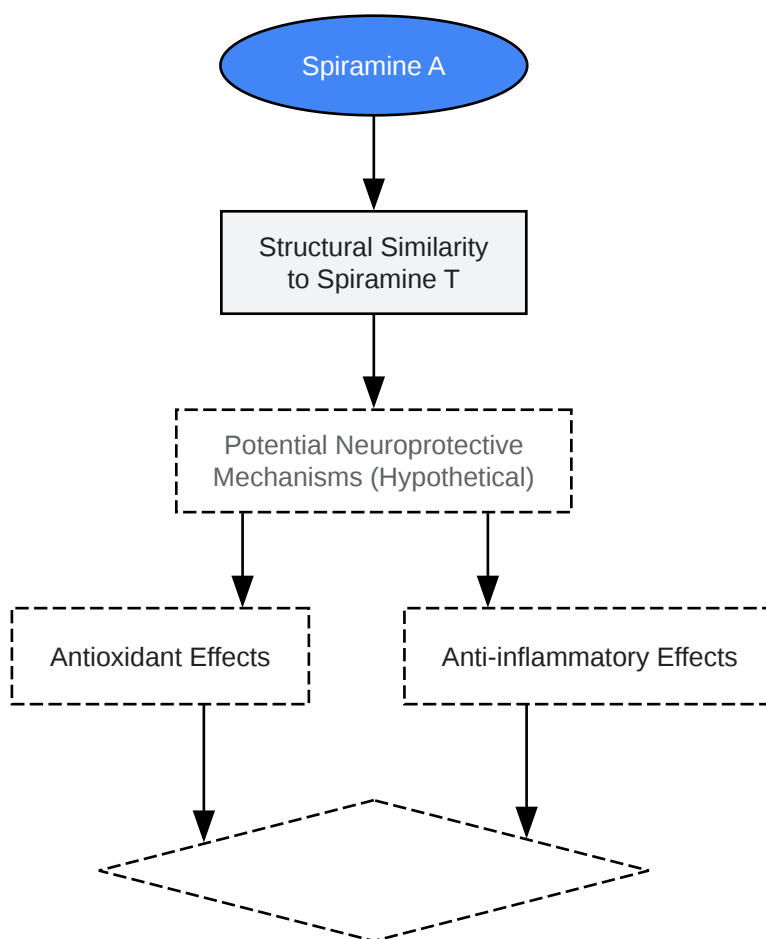 Spiramine A
Structural Similarity
to Spiramine T
Potential Neuroprotective
Mechanisms (Hypothetical)
Antioxidant Effects
Anti-inflammatory Effects